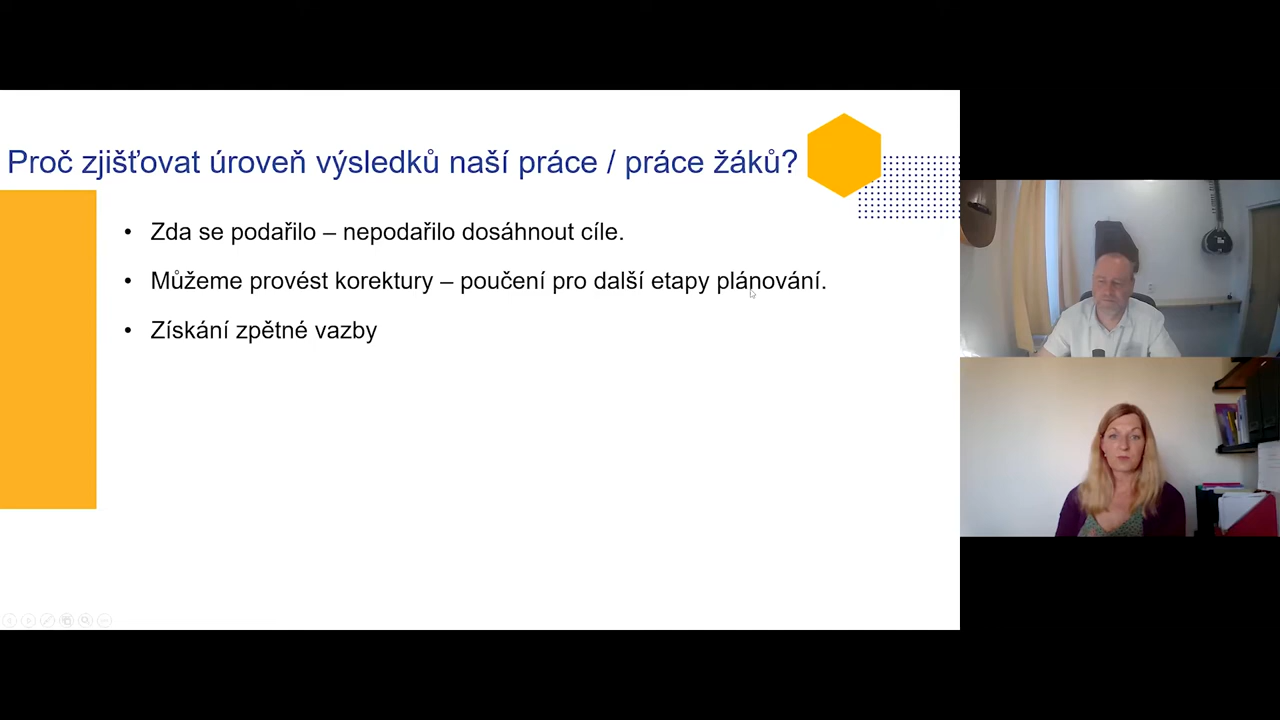 Proč zjišťovat úroveň výsledků naší práce / práce žáků?
• Zda se podařilo – nepodařilo dosáhnout cíle.
• Můžeme provést korektury – poučení pro další etapy plánování.
• Získání zpětné vazby